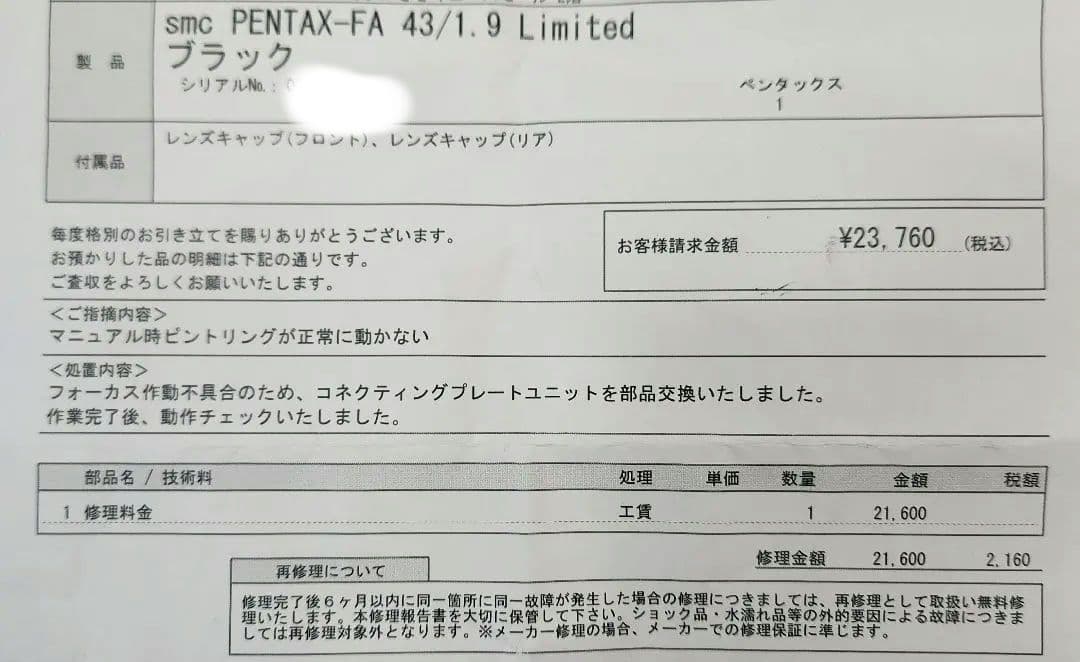 製 品
smc PENTAX-FA 43/1.9 Limited
ブラック
シリアルNo.:
ペンタックス
1
付属品
レンズキャップ(フロント)、レンズキャップ(リア)
毎度格別のお引き立てを賜りありがとうございます。
お預かりした品の明細は下記の通りです。
ご査収をよろしくお願いいたします。
お客様請求金額 ¥23,760 (税込)
<ご指摘内容>
マニュアル時ピントリングが正常に動かない
<処置内容>
フォーカス作動不具合のため、コネクティングプレートユニットを部品交換いたしました。
作業完了後、動作チェックいたしました。
部品名 / 技術料 処理 単価 数量 金額 税額
1 修理料金 工賃 1 21,600
修理金額 21,600 2,160
再修理について
修理完了後6ヶ月以内に同一箇所に同一故障が発生した場合の修理につきましては、再修理として取扱い無料修
理いたします。本修理報告書を大切に保管して下さい。ショック品・水濡れ品等の外的要因による故障につきま
しては再修理対象外となります。※メーカー修理の場合、メーカーでの修理保証に準じます。